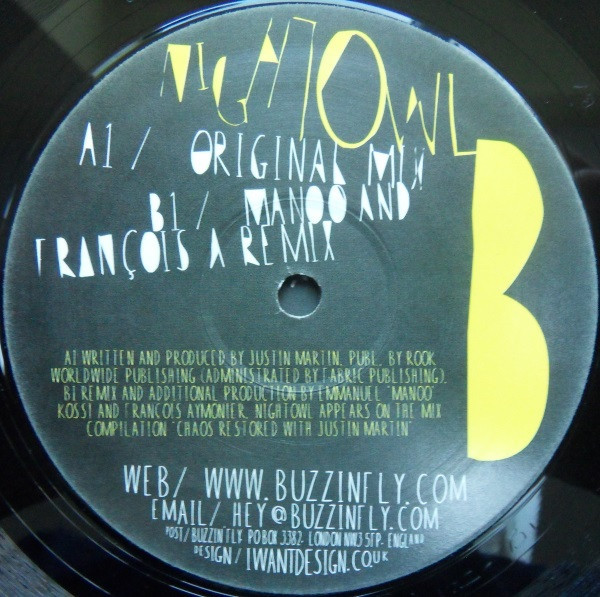 NIGHTOWL
A1 / ORIGINAL MIX
B1 / MANOO AND
FRANÇOIS A REMIX
B
A1 WRITTEN AND PRODUCED BY JUSTIN MARTIN. PUBL. BY ROOK
WORLDWIDE PUBLISHING (ADMINISTRATED BY FABRIC PUBLISHING).
B1 REMIX AND ADDITIONAL PRODUCTION BY EMMANUEL "MANOO"
KOSSI AND FRANCOIS AYMONIER. NIGHTOWL APPEARS ON THE MIX
COMPILATION "CHAOS RESTORED WITH JUSTIN MARTIN"
WEB/ WWW.BUZZINFLY.COM
EMAIL/ HEY@BUZZINFLY.COM
POST/ BUZZIN' FLY. PO BOX 3382. LONDON NW3 5FP. ENGLAND
DESIGN/ IWANTDESIGN.CO.UK